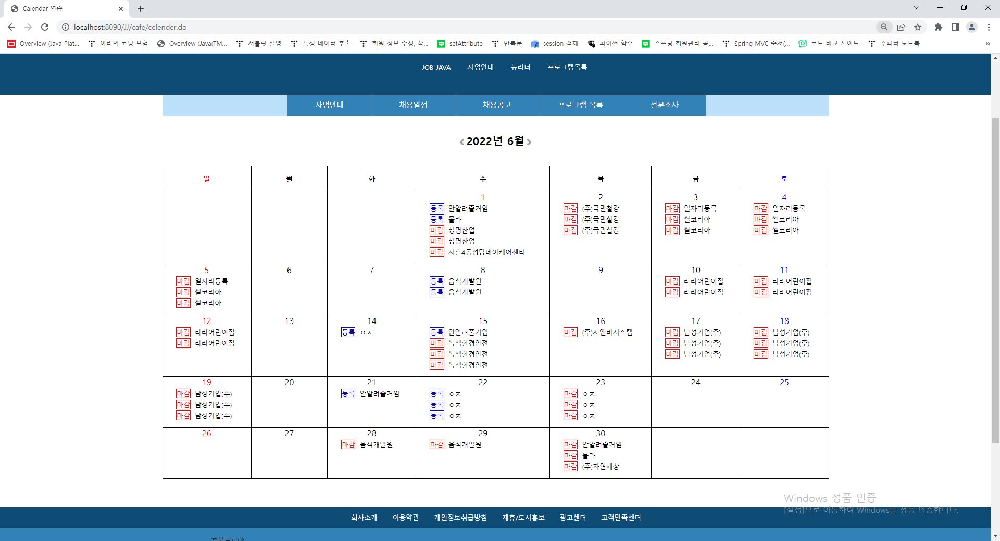 Calendar 연습
localhost:8090/JJ/cafe/celender.do
Overview (Java Plat... 아리의 코딩 모험 Overview (Java(TM... 서블릿 설명 특정 데이터 추출 회원 정보 수정, 삭... setAttribute 반복문 session 객체 파이썬 함수 스프링 회원관리 공... Spring MVC 순서(... 코드 비교 사이트 주피터 노트북 »
JOB-JAVA 사업안내 뉴리더 프로그램목록
사업안내 채용일정 채용공고 프로그램 목록 설문조사
2022년 6월
일 월 화 수 목 금 토
1 2 3 4
등록 안알려줄거임 마감 (주)국민철강 마감 일자리등록 마감 일자리등록
등록 몰라 마감 (주)국민철강 마감 씰코리아 마감 씰코리아
마감 청명산업 마감 (주)국민철강 마감 씰코리아 마감 씰코리아
마감 청명산업
마감 시흥4동성당데이케어센터
5 6 7 8 9 10 11
마감 일자리등록 등록 음식개발원 마감 라라어린이집 마감 라라어린이집
마감 씰코리아 등록 음식개발원 마감 라라어린이집 마감 라라어린이집
마감 씰코리아
12 13 14 15 16 17 18
마감 라라어린이집 등록 ㅇㅈ 등록 안알려줄거임 마감 (주)지앤비시스템 마감 남성기업(주) 마감 남성기업(주)
마감 라라어린이집 마감 녹색환경안전 마감 남성기업(주) 마감 남성기업(주)
마감 녹색환경안전 마감 남성기업(주) 마감 남성기업(주)
마감 녹색환경안전
19 20 21 22 23 24 25
마감 남성기업(주) 등록 안알려줄거임 등록 ㅇㅈ 마감 ㅇㅈ
마감 남성기업(주) 등록 ㅇㅈ 마감 ㅇㅈ
마감 남성기업(주) 등록 ㅇㅈ 마감 ㅇㅈ
26 27 28 29 30
마감 음식개발원 마감 음식개발원 마감 안알려줄거임
마감 몰라
마감 (주)자연세상
Windows 정품 인증
[설정]으로 이동하여 Windows를 정품 인증합니다.
회사소개 이용약관 개인정보취급방침 제휴/도서홍보 광고센터 고객만족센터